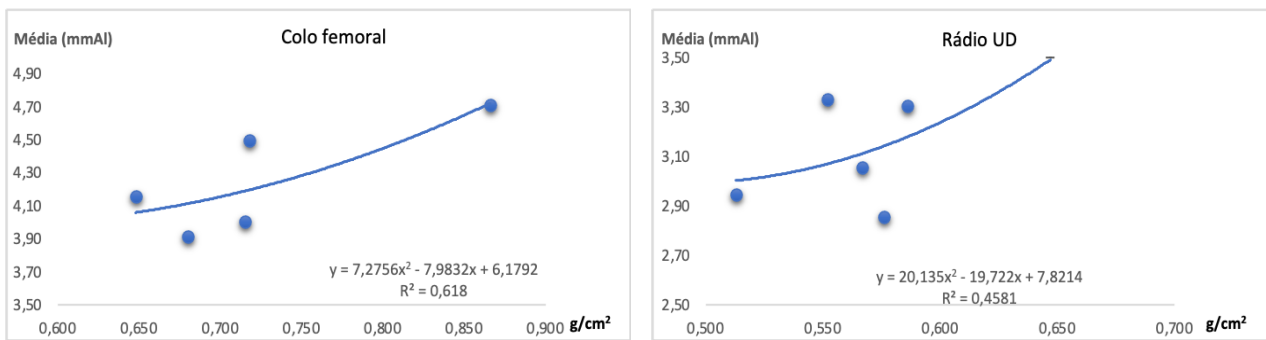 Colo femoral
Média (mmAl)
4,90
4,70
4,50
4,30
4,10
3,90
3,70
3,50
y = 7,2756x² - 7,9832x + 6,1792
R² = 0,618
0,600 0,650 0,700 0,750 0,800 0,850 0,900 g/cm²
Rádio UD
Média (mmAl)
3,50
3,30
3,10
2,90
2,70
2,50
y = 20,135x² - 19,722x + 7,8214
R² = 0,4581
0,500 0,550 0,600 0,650 0,700
g/cm²